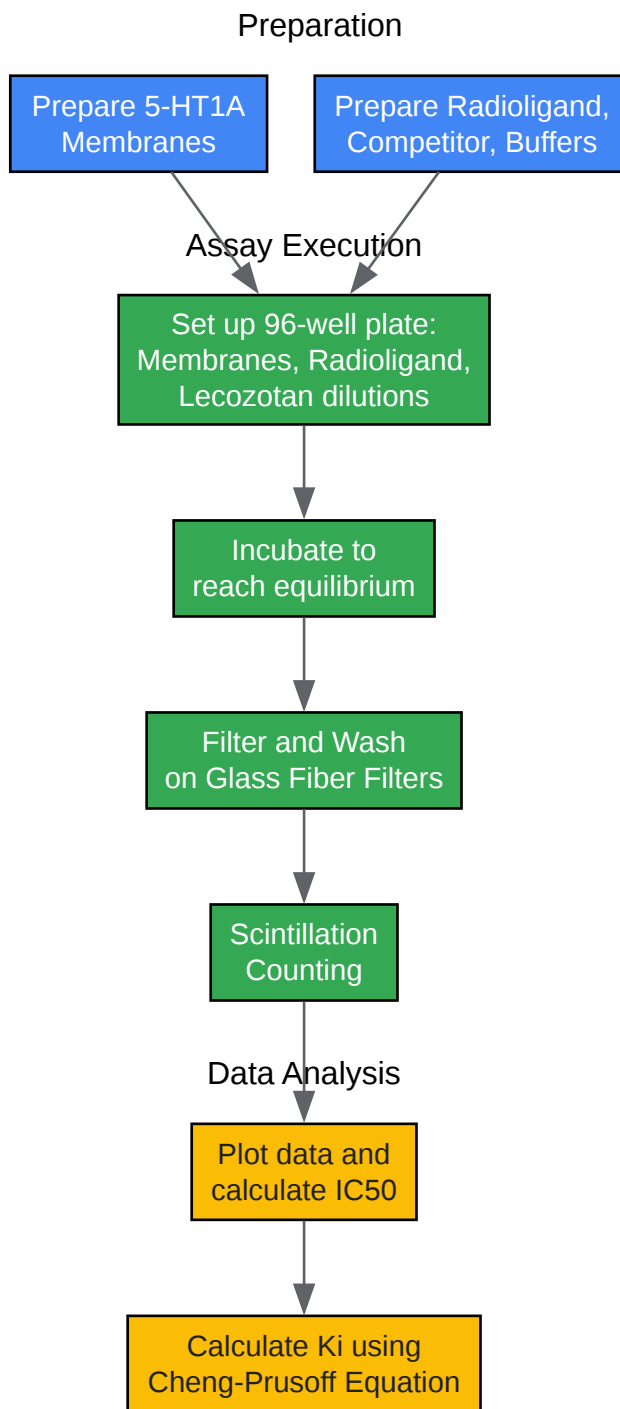 Preparation
Prepare 5-HT1A
Membranes
Prepare Radioligand,
Competitor, Buffers
Assay Execution
Set up 96-well plate:
Membranes, Radioligand,
Lecozotan dilutions
Incubate to
reach equilibrium
Filter and Wash
on Glass Fiber Filters
Scintillation
Counting
Data Analysis
Plot data and
calculate IC50
Calculate Ki using
Cheng-Prusoff Equation